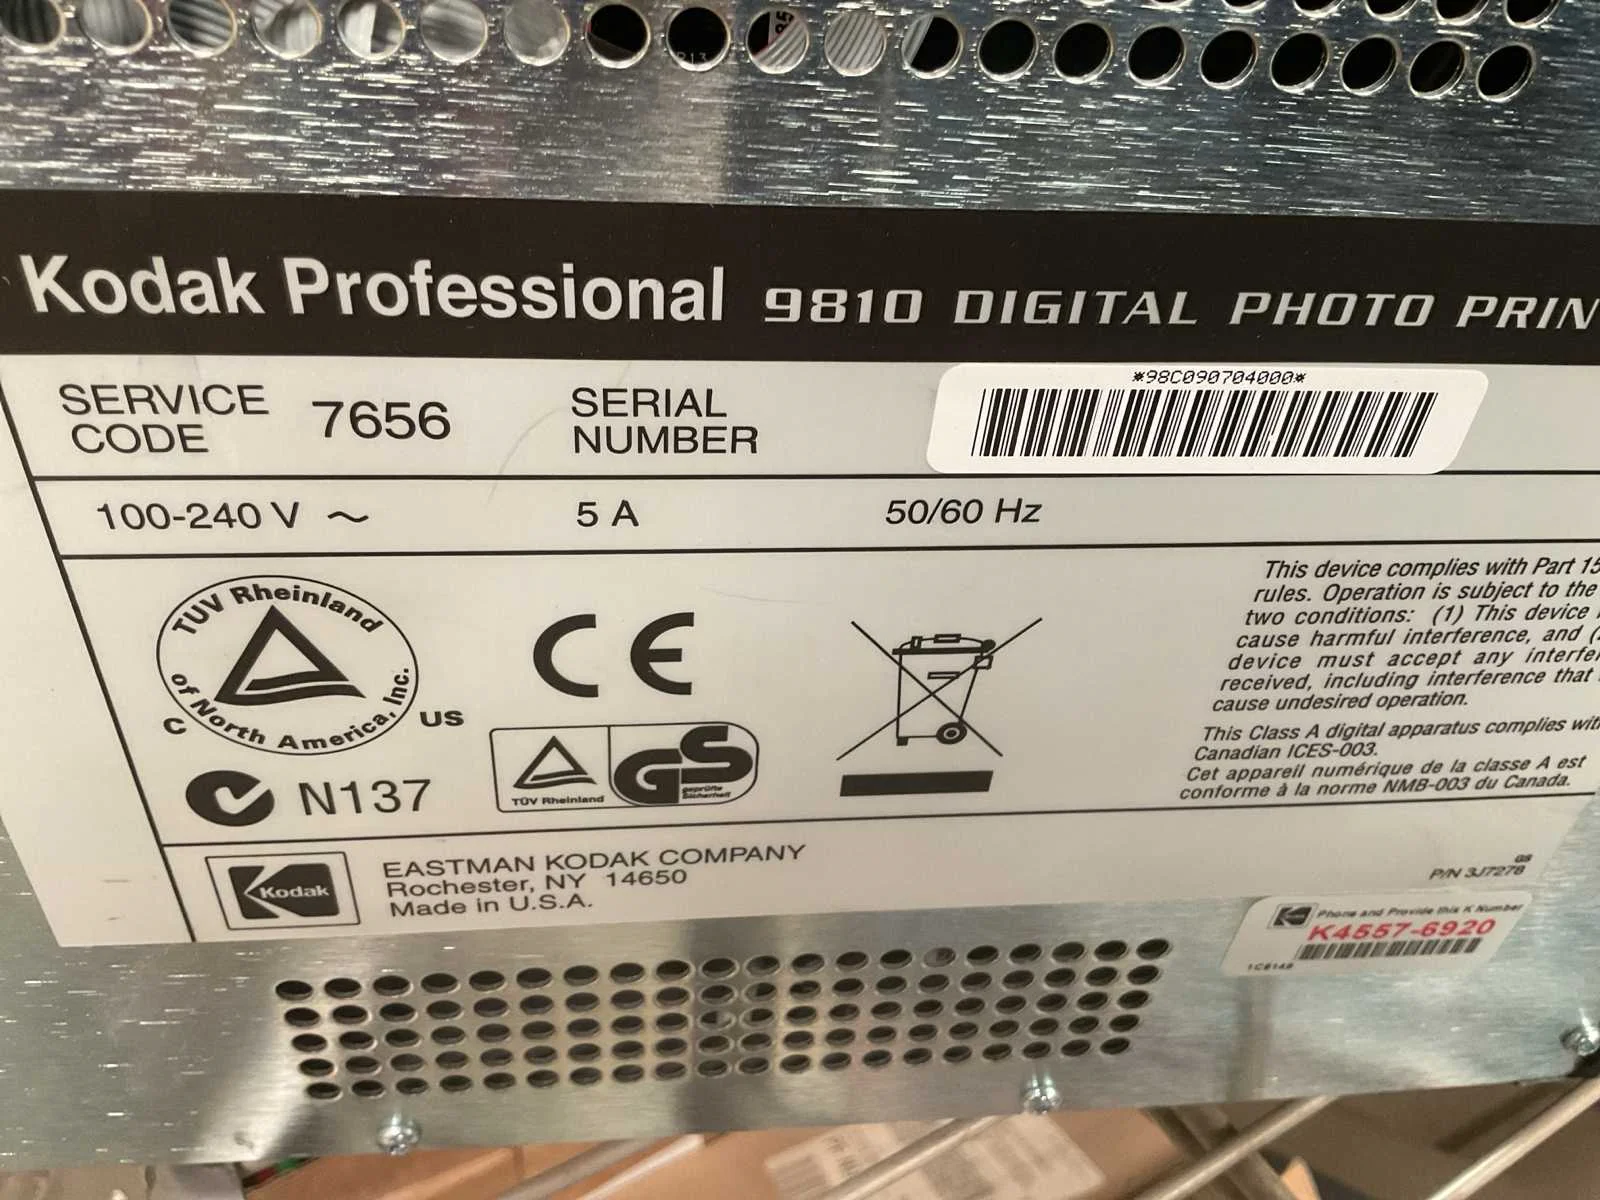 Kodak Professional 9810 DIGITAL PHOTO PRIN
*98C090704000*
SERVICE CODE 7656
SERIAL NUMBER
100-240 V ~ 5 A 50/60 Hz
TÜV Rheinland
of North America, Inc.
C US
CE
N137
TÜV Rheinland
GS
geprüfte
Sicherheit
This device complies with Part 15
rules. Operation is subject to the
two conditions: (1) This device
cause harmful interference, and
device must accept any interfe
received, including interference that
cause undesired operation.
This Class A digital apparatus complies with
Canadian ICES-003.
Cet appareil numérique de la classe A est
conforme à la norme NMB-003 du Canada.
Kodak
EASTMAN KODAK COMPANY
Rochester, NY 14650
Made in U.S.A.
P/N 3J7278
Phone and Provide this K Number
K4557-6920